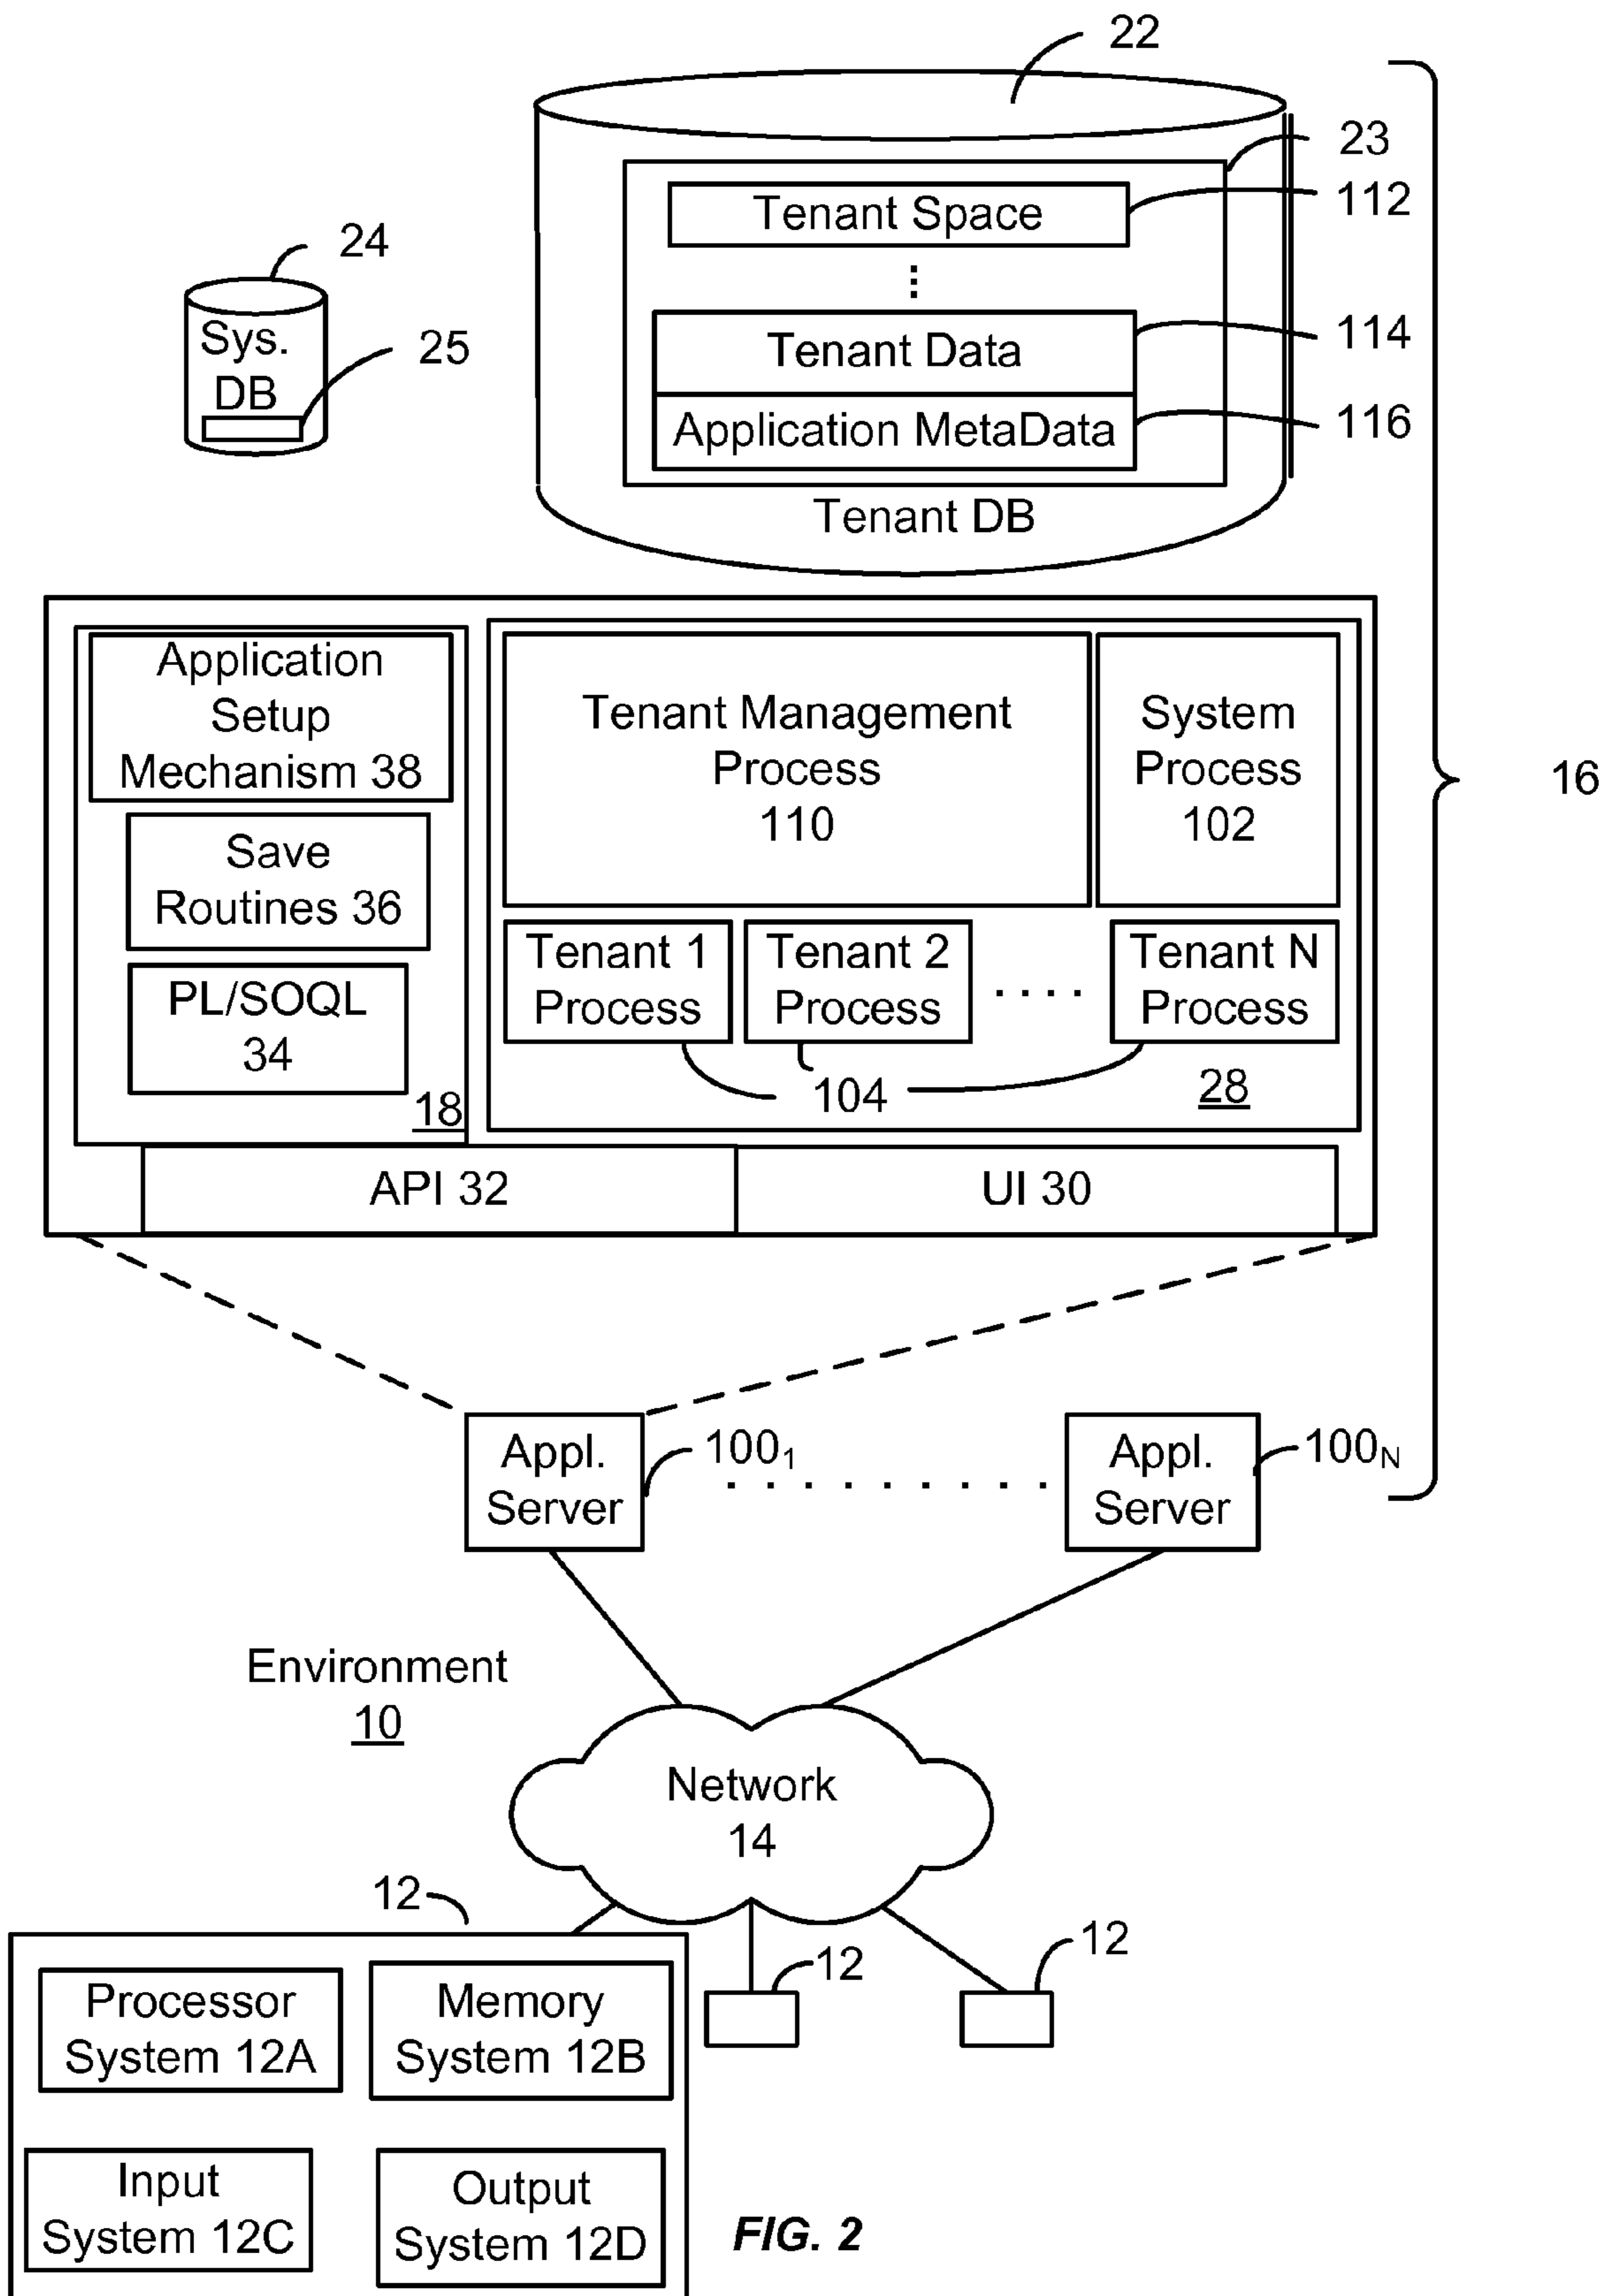 22
23
Tenant Space
112
24
Sys.
DB
25
Tenant Data
114
Application MetaData
116
Tenant DB
Application
Setup
Mechanism 38
Tenant Management
Process
110
System
Process
102
16
Save
Routines 36
Tenant 1
Process
Tenant 2
Process
. . . .
Tenant N
Process
PL/SOQL
34
104
28
18
API 32
UI 30
Appl.
Server
100₁
. . . . . . . . .
Appl.
Server
100N
Environment
10
Network
14
12
12
12
Processor
System 12A
Memory
System 12B
Input
System 12C
Output
System 12D
FIG. 2